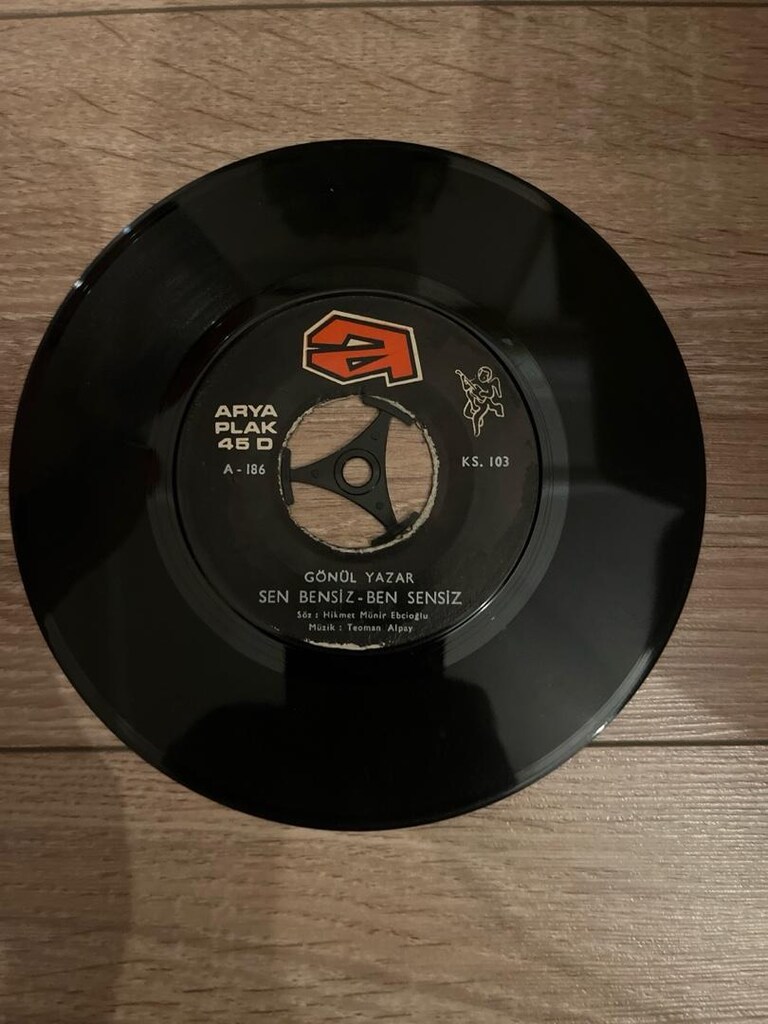 a
ARYA
PLAK
45 D
A - 186
KS. 103
GÖNÜL YAZAR
SEN BENSİZ - BEN SENSİZ
Söz : Hikmet Münir Ebcioğlu
Müzik : Teoman Alpay